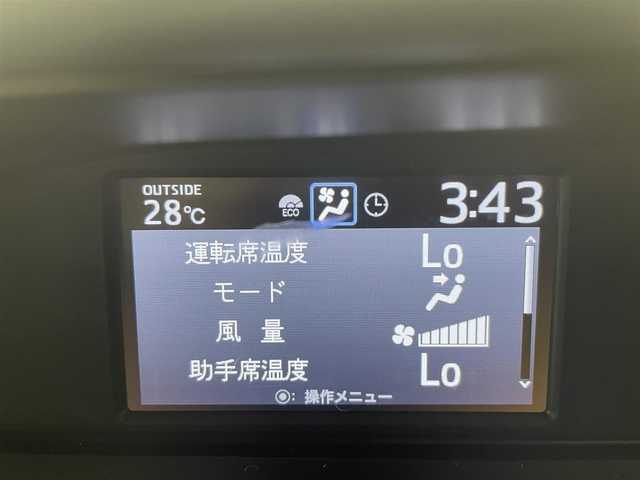 OUTSIDE
28℃ ECO 3:43
運転席温度 Lo
モード
風 量
助手席温度 Lo
◉: 操作メニュー